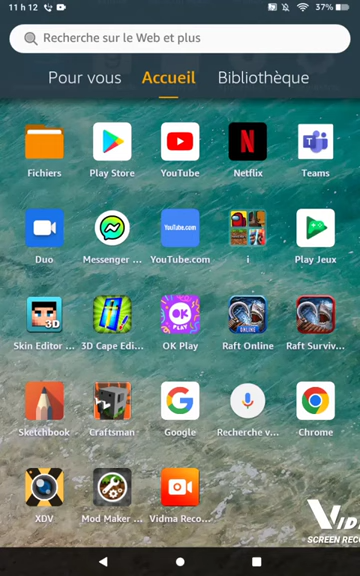 11 h 12
37%
Recherche sur le Web et plus
Pour vous Accueil Bibliothèque
Fichiers Play Store YouTube Netflix Teams
Duo Messenger ... YouTube.com i Play Jeux
Skin Editor ... 3D Cape Edi... OK Play Raft Online Raft Surviv...
Sketchbook Craftsman Google Recherche v... Chrome
XDV Mod Maker ... Vidma Reco...
SCREEN RECO